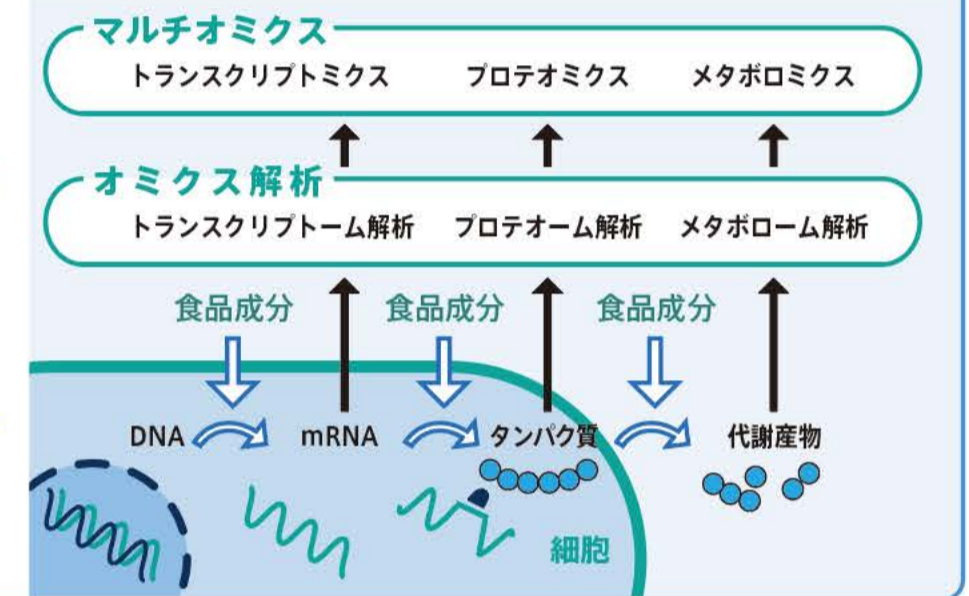 マルチオミクス
トランスクリプトミクス プロテオミクス メタボロミクス
オミクス解析
トランスクリプトーム解析 プロテオーム解析 メタボローム解析
食品成分 食品成分 食品成分
DNA mRNA タンパク質 代謝産物
細胞